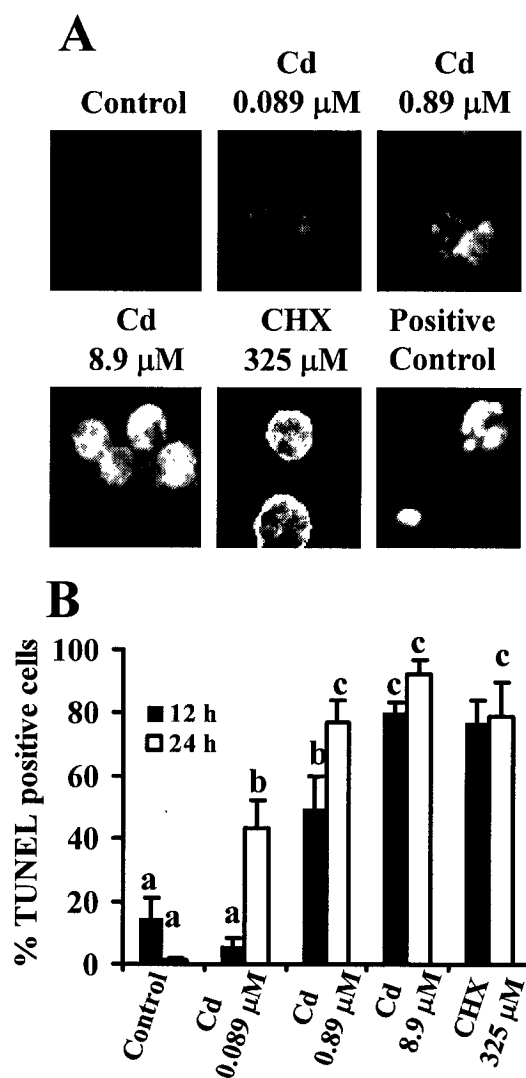 A
Control
Cd
0.089 μM
Cd
0.89 μM
Cd
8.9 μM
CHX
325 μM
Positive
Control
B
% TUNEL positive cells
100
80
60
40
20
0
12 h
24 h
a
a
a
b
b
c
c
c
c
Control
Cd
0.089 μM
Cd
0.89 μM
Cd
8.9 μM
CHX
325 μM